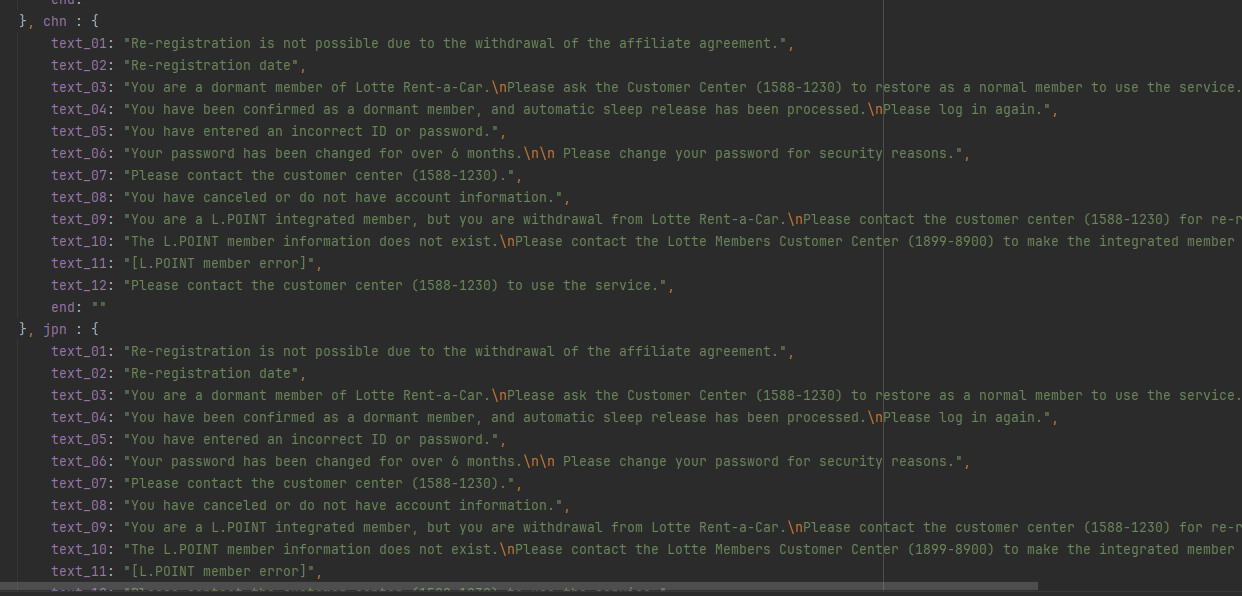 end:
}, chn : {
text_01: "Re-registration is not possible due to the withdrawal of the affiliate agreement.",
text_02: "Re-registration date",
text_03: "You are a dormant member of Lotte Rent-a-Car.\nPlease ask the Customer Center (1588-1230) to restore as a normal member to use the service.
text_04: "You have been confirmed as a dormant member, and automatic sleep release has been processed.\nPlease log in again.",
text_05: "You have entered an incorrect ID or password.",
text_06: "Your password has been changed for over 6 months.\n\n Please change your password for security reasons.",
text_07: "Please contact the customer center (1588-1230).",
text_08: "You have canceled or do not have account information.",
text_09: "You are a L.POINT integrated member, but you are withdrawal from Lotte Rent-a-Car.\nPlease contact the customer center (1588-1230) for re-r
text_10: "The L.POINT member information does not exist.\nPlease contact the Lotte Members Customer Center (1899-8900) to make the integrated member
text_11: "[L.POINT member error]",
text_12: "Please contact the customer center (1588-1230) to use the service.",
end: ""
}, jpn : {
text_01: "Re-registration is not possible due to the withdrawal of the affiliate agreement.",
text_02: "Re-registration date",
text_03: "You are a dormant member of Lotte Rent-a-Car.\nPlease ask the Customer Center (1588-1230) to restore as a normal member to use the service.
text_04: "You have been confirmed as a dormant member, and automatic sleep release has been processed.\nPlease log in again.",
text_05: "You have entered an incorrect ID or password.",
text_06: "Your password has been changed for over 6 months.\n\n Please change your password for security reasons.",
text_07: "Please contact the customer center (1588-1230).",
text_08: "You have canceled or do not have account information.",
text_09: "You are a L.POINT integrated member, but you are withdrawal from Lotte Rent-a-Car.\nPlease contact the customer center (1588-1230) for re-r
text_10: "The L.POINT member information does not exist.\nPlease contact the Lotte Members Customer Center (1899-8900) to make the integrated member
text_11: "[L.POINT member error]",
text_12: "Please contact the customer center (1588-1230) to use the service."